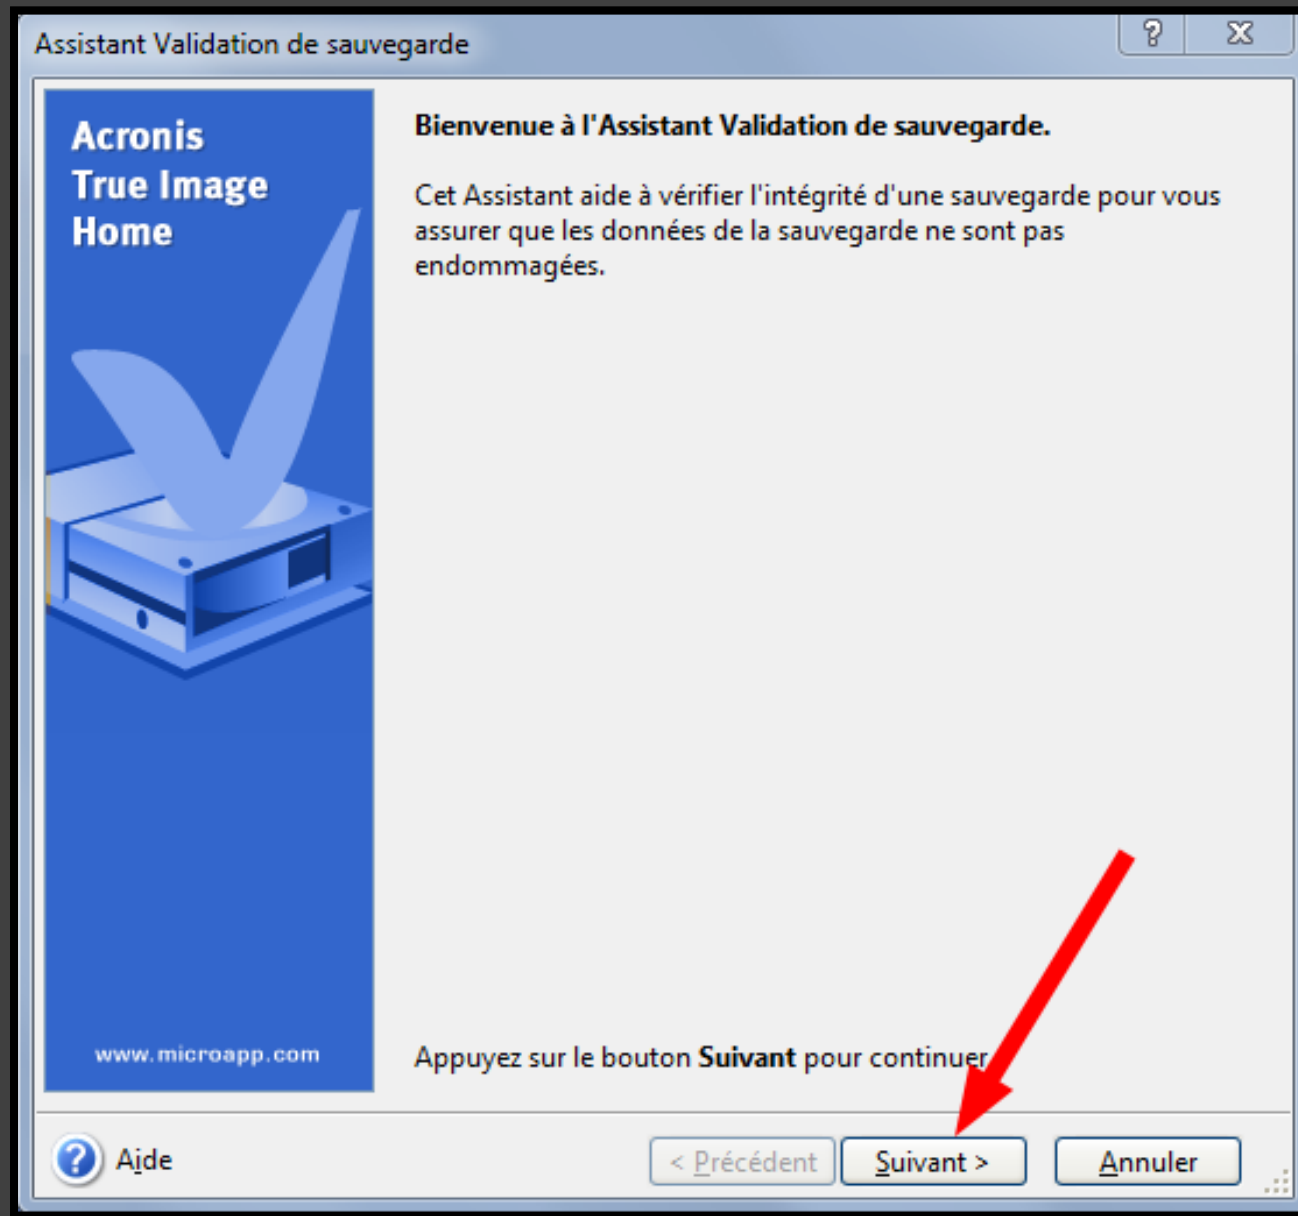 Assistant Validation de sauvegarde
Acronis
True Image
Home
Bienvenue à l'Assistant Validation de sauvegarde.
Cet Assistant aide à vérifier l'intégrité d'une sauvegarde pour vous
assurer que les données de la sauvegarde ne sont pas
endommagées.
www.microapp.com
Appuyez sur le bouton Suivant pour continuer
Aide
< Précédent
Suivant >
Annuler